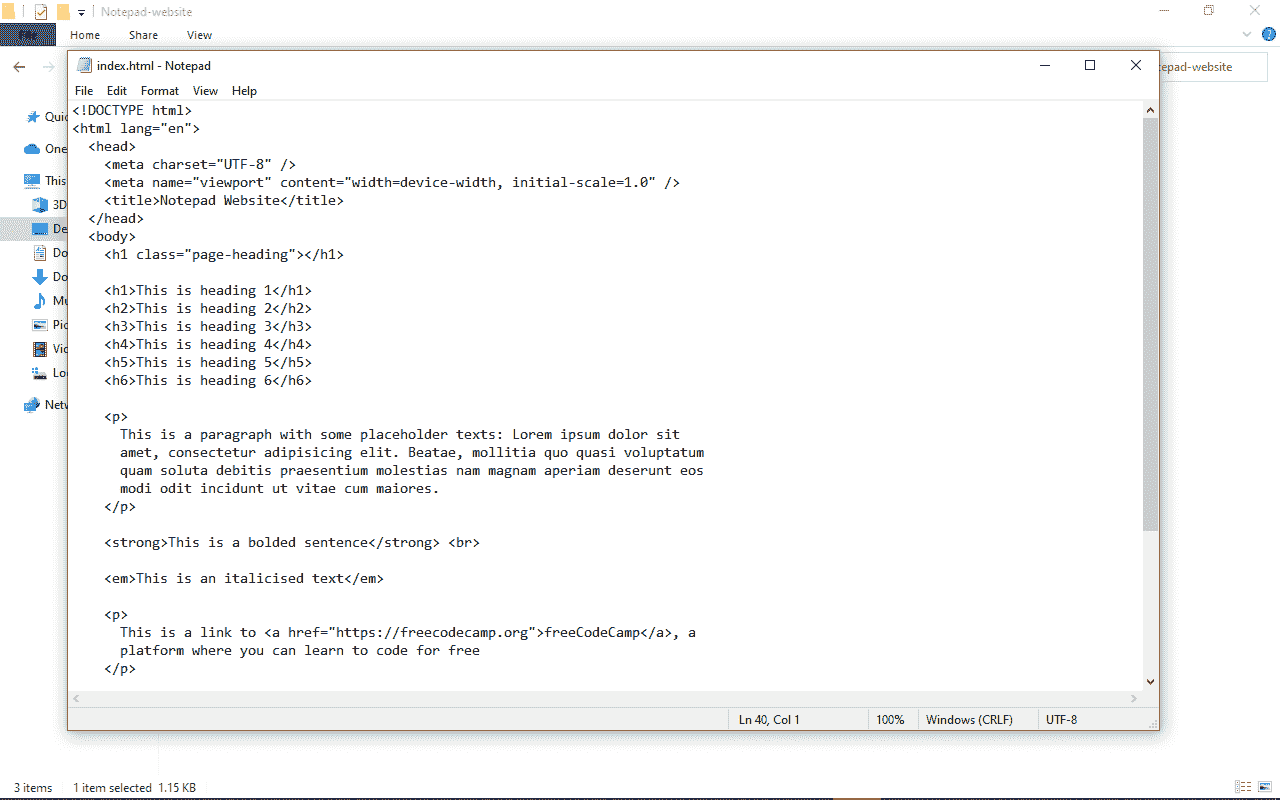 Notepad-website
File
Home Share View
index.html - Notepad
tepad-website
File Edit Format View Help
<!DOCTYPE html>
<html lang="en">
<head>
<meta charset="UTF-8" />
<meta name="viewport" content="width=device-width, initial-scale=1.0" />
<title>Notepad Website</title>
</head>
<body>
<h1 class="page-heading"></h1>
<h1>This is heading 1</h1>
<h2>This is heading 2</h2>
<h3>This is heading 3</h3>
<h4>This is heading 4</h4>
<h5>This is heading 5</h5>
<h6>This is heading 6</h6>
<p>
This is a paragraph with some placeholder texts: Lorem ipsum dolor sit
amet, consectetur adipisicing elit. Beatae, mollitia quo quasi voluptatum
quam soluta debitis praesentium molestias nam magnam aperiam deserunt eos
modi odit incidunt ut vitae cum maiores.
</p>
<strong>This is a bolded sentence</strong> <br>
<em>This is an italicised text</em>
<p>
This is a link to <a href="https://freecodecamp.org">freeCodeCamp</a>, a
platform where you can learn to code for free
</p>
Quic
One
This
3D
De
Do
Do
Mu
Pic
Vic
Loc
Netw
Ln 40, Col 1 100% Windows (CRLF) UTF-8
3 items 1 item selected 1.15 KB